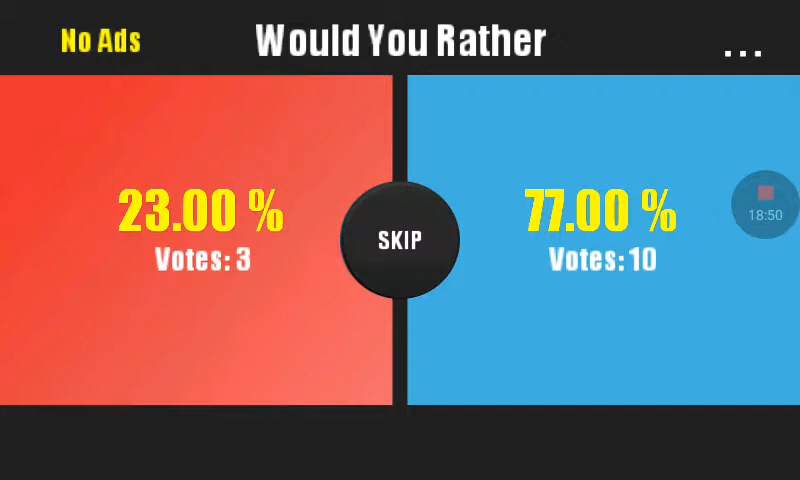 No Ads
Would You Rather
...
23.00 %
Votes: 3
SKIP
77.00 %
Votes: 10
18:50